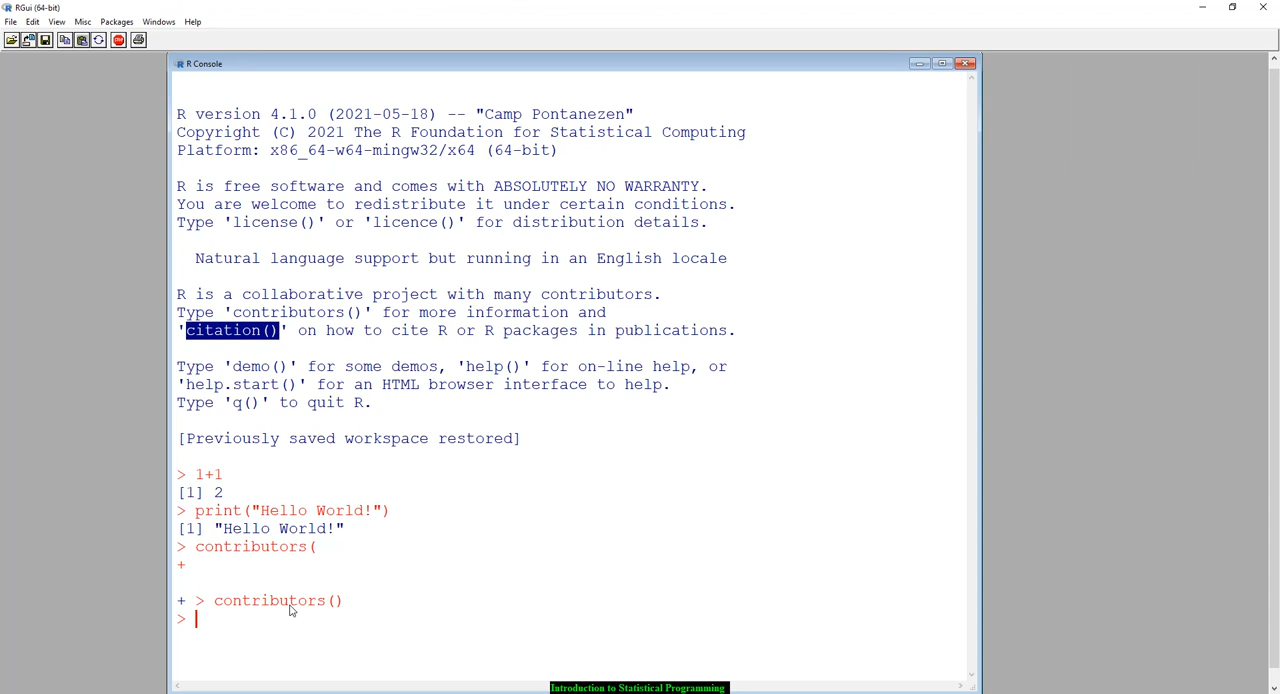 RGui (64-bit)
File Edit View Misc Packages Windows Help
STOP
R Console
R version 4.1.0 (2021-05-18) -- "Camp Pontanezen"
Copyright (C) 2021 The R Foundation for Statistical Computing
Platform: x86_64-w64-mingw32/x64 (64-bit)
R is free software and comes with ABSOLUTELY NO WARRANTY.
You are welcome to redistribute it under certain conditions.
Type 'license()' or 'licence()' for distribution details.
Natural language support but running in an English locale
R is a collaborative project with many contributors.
Type 'contributors()' for more information and
'citation()' on how to cite R or R packages in publications.
Type 'demo()' for some demos, 'help()' for on-line help, or
'help.start()' for an HTML browser interface to help.
Type 'q()' to quit R.
[Previously saved workspace restored]
> 1+1
[1] 2
> print("Hello World!")
[1] "Hello World!"
> contributors(
+
+ > contributors()
>
Introduction to Statistical Programming